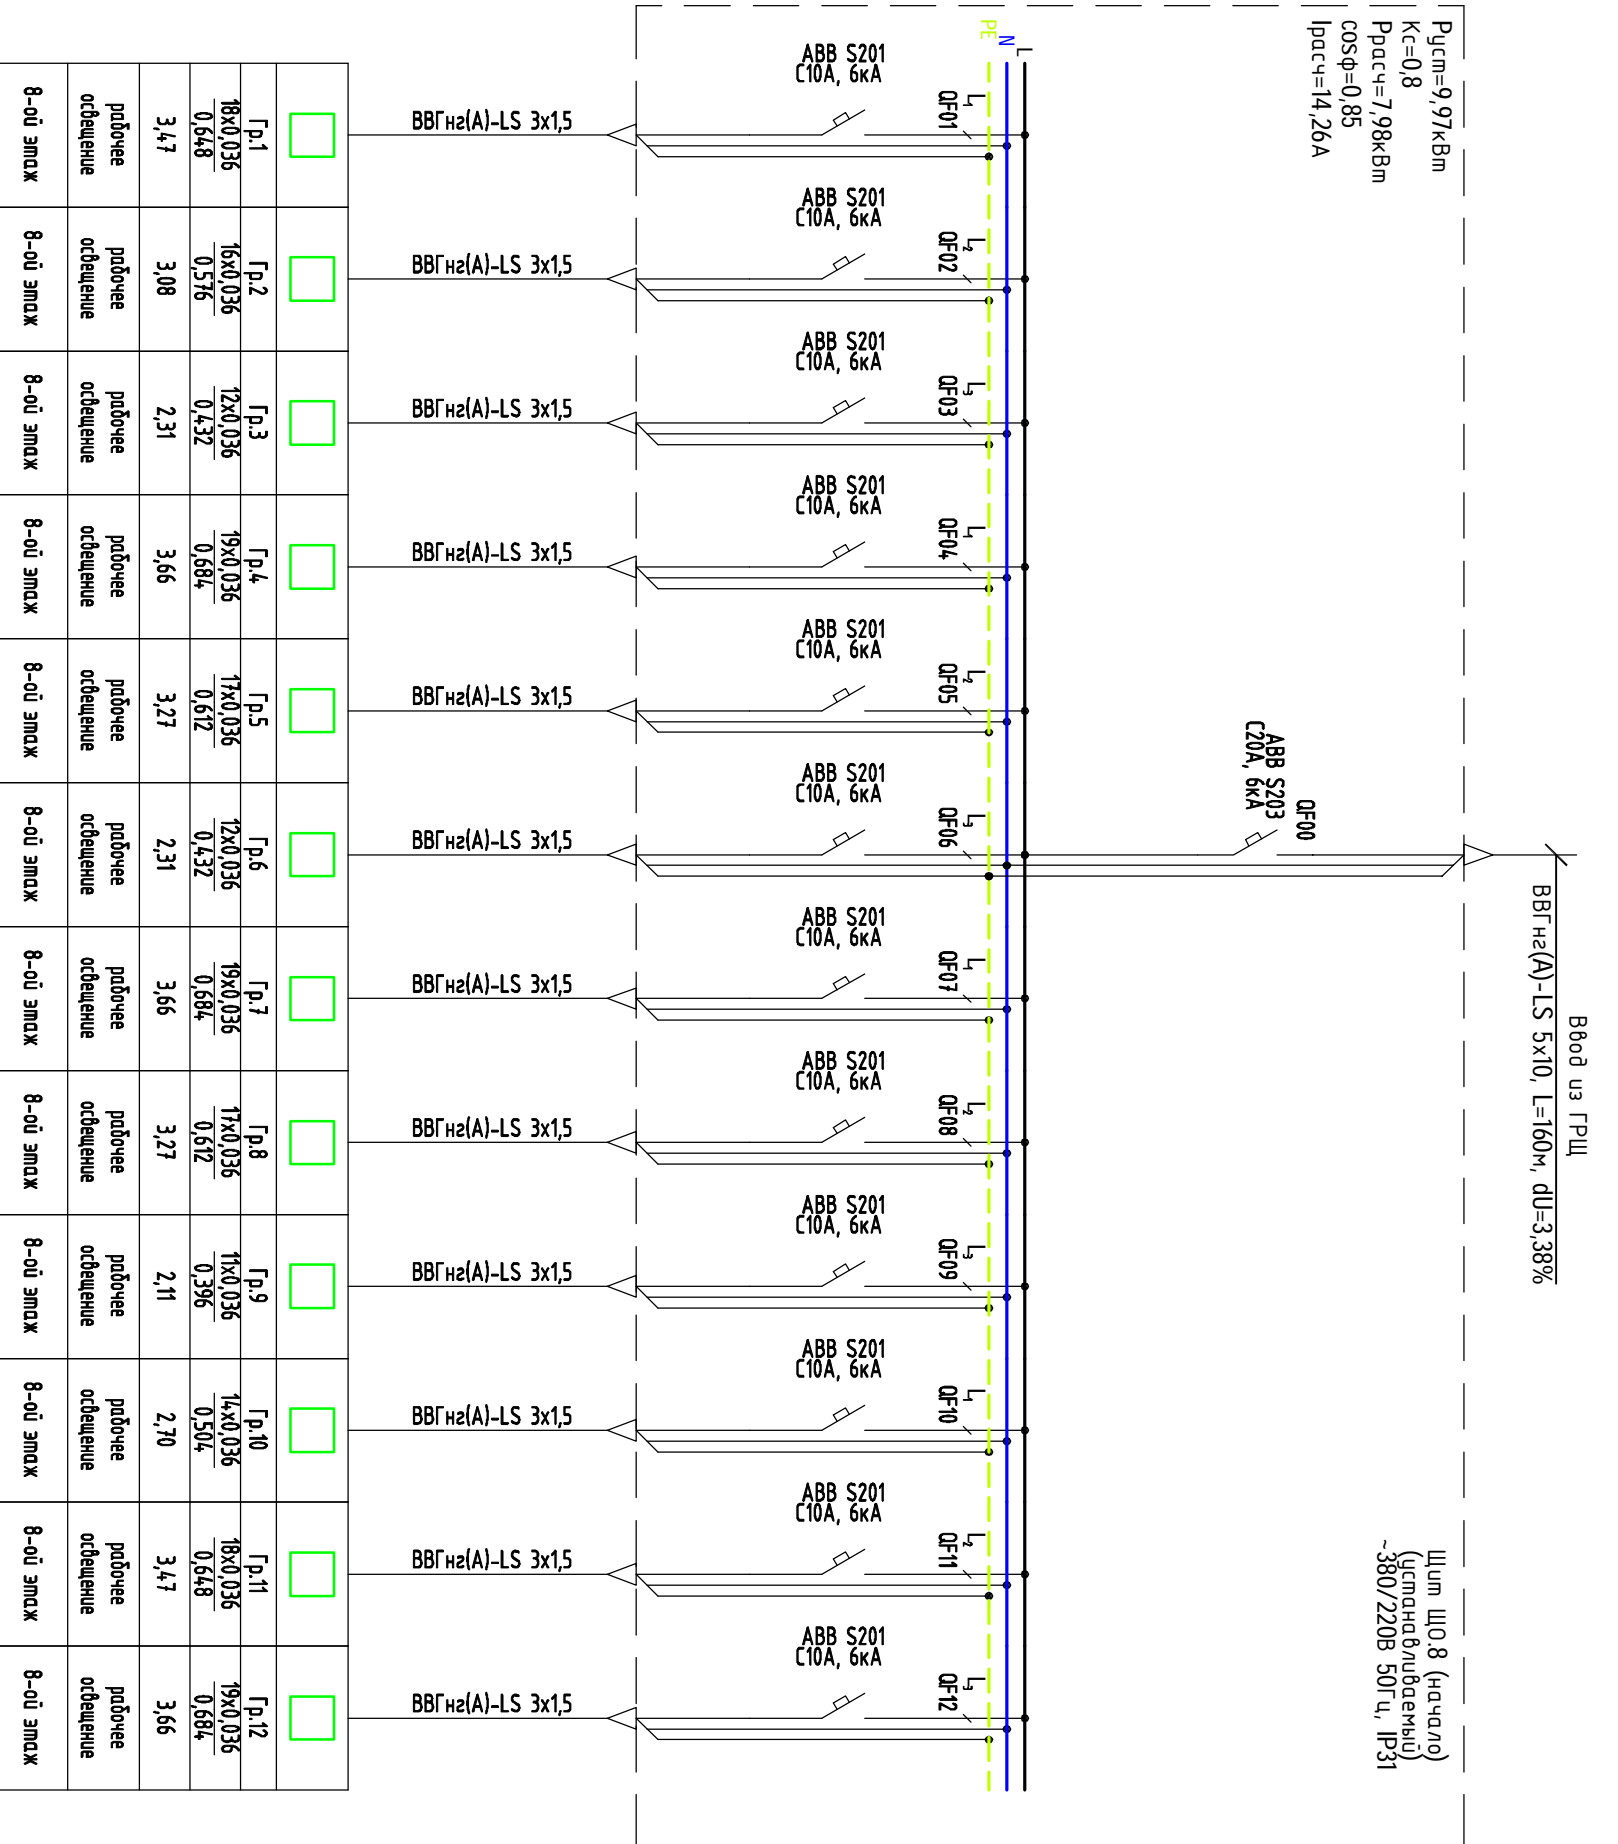 Ввод из ГРЩ
ВВГнг(А)-LS 5х10, L=160м, dU=3,38%
Руст=9,97кВт
Кс=0,8
Ррасч=7,98кВт
cosφ=0,85
Iрасч=14,26А
Щит ЩО.8 (начало)
(устанавливаемый)
~380/220В 50Гц, IP31
QF00
ABB S203
C20A, 6кА
L
N
PE
L1
QF01
L2
QF02
L3
QF03
L1
QF04
L2
QF05
L3
QF06
L1
QF07
L2
QF08
L3
QF09
L1
QF10
L2
QF11
L3
QF12
ABB S201
C10A, 6кА
ABB S201
C10A, 6кА
ABB S201
C10A, 6кА
ABB S201
C10A, 6кА
ABB S201
C10A, 6кА
ABB S201
C10A, 6кА
ABB S201
C10A, 6кА
ABB S201
C10A, 6кА
ABB S201
C10A, 6кА
ABB S201
C10A, 6кА
ABB S201
C10A, 6кА
ABB S201
C10A, 6кА
ВВГнг(А)-LS 3х1,5
ВВГнг(А)-LS 3х1,5
ВВГнг(А)-LS 3х1,5
ВВГнг(А)-LS 3х1,5
ВВГнг(А)-LS 3х1,5
ВВГнг(А)-LS 3х1,5
ВВГнг(А)-LS 3х1,5
ВВГнг(А)-LS 3х1,5
ВВГнг(А)-LS 3х1,5
ВВГнг(А)-LS 3х1,5
ВВГнг(А)-LS 3х1,5
ВВГнг(А)-LS 3х1,5
Гр.1
18х0,036
0,648
3,47
рабочее
освещение
8-ой этаж
Гр.2
16х0,036
0,576
3,08
рабочее
освещение
8-ой этаж
Гр.3
12х0,036
0,432
2,31
рабочее
освещение
8-ой этаж
Гр.4
19х0,036
0,684
3,66
рабочее
освещение
8-ой этаж
Гр.5
17х0,036
0,612
3,27
рабочее
освещение
8-ой этаж
Гр.6
12х0,036
0,432
2,31
рабочее
освещение
8-ой этаж
Гр.7
19х0,036
0,684
3,66
рабочее
освещение
8-ой этаж
Гр.8
17х0,036
0,612
3,27
рабочее
освещение
8-ой этаж
Гр.9
11х0,036
0,396
2,11
рабочее
освещение
8-ой этаж
Гр.10
14х0,036
0,504
2,70
рабочее
освещение
8-ой этаж
Гр.11
18х0,036
0,648
3,47
рабочее
освещение
8-ой этаж
Гр.12
19х0,036
0,684
3,66
рабочее
освещение
8-ой этаж